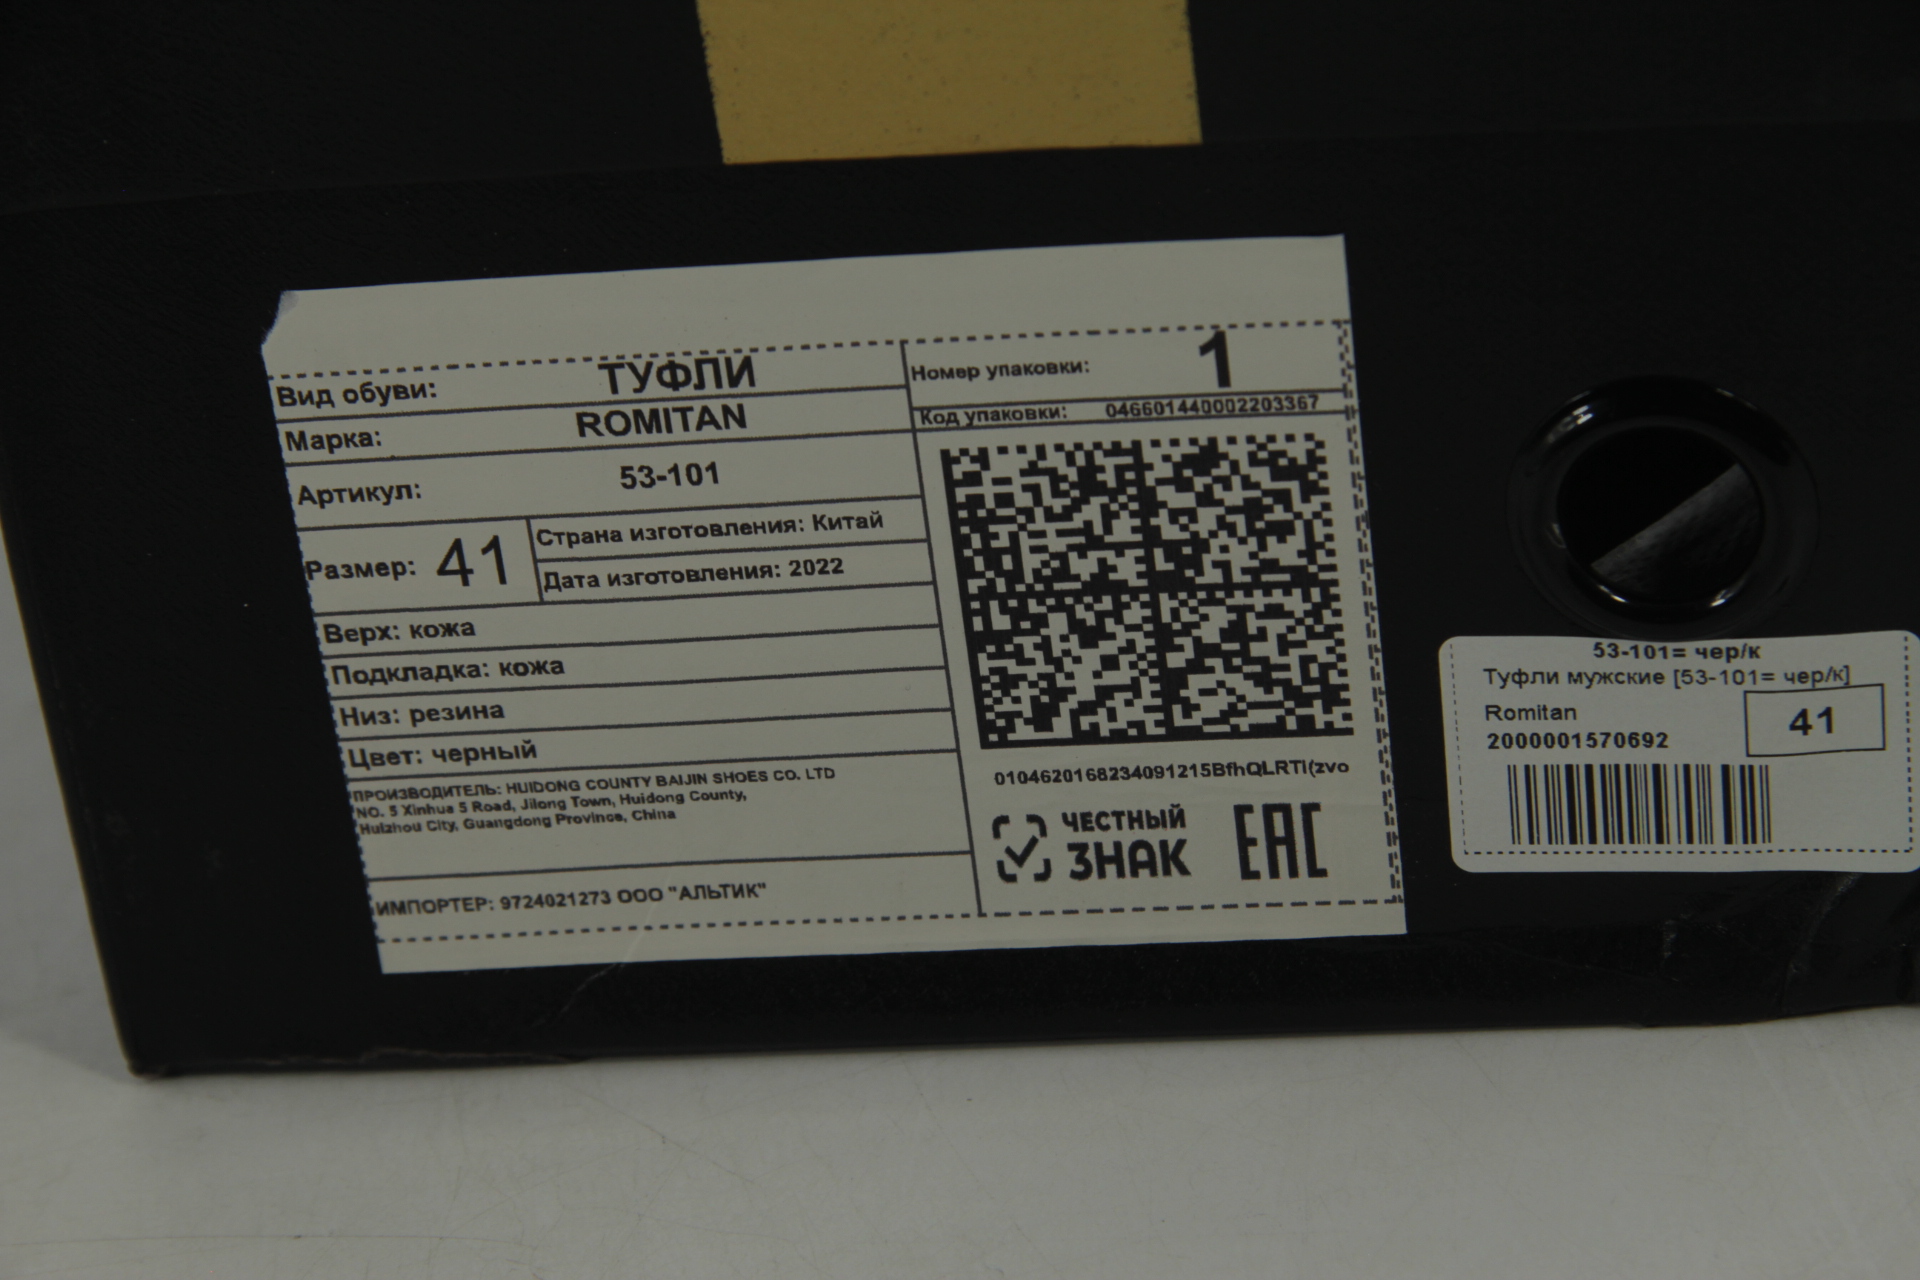 Вид обуви: ТУФЛИ
Марка: ROMITAN
Артикул: 53-101
Размер: 41
Страна изготовления: Китай
Дата изготовления: 2022
Верх: кожа
Подкладка: кожа
Низ: резина
Цвет: черный
ПРОИЗВОДИТЕЛЬ: HUIDONG COUNTY BAIJIN SHOES CO. LTD
NO. 5 Xinhua 5 Road, Jilong Town, Huidong County,
Huizhou City, Guangdong Province, China
ИМПОРТЕР: 9724021273 ООО "АЛЬТИК"
Номер упаковки: 1
Код упаковки: 046601440002203367
0104620168234091215BfhQLRTI(zvo
ЧЕСТНЫЙ
ЗНАК
EAC
53-101= чер/к
Туфли мужские [53-101= чер/к]
Romitan
41
2000001570692